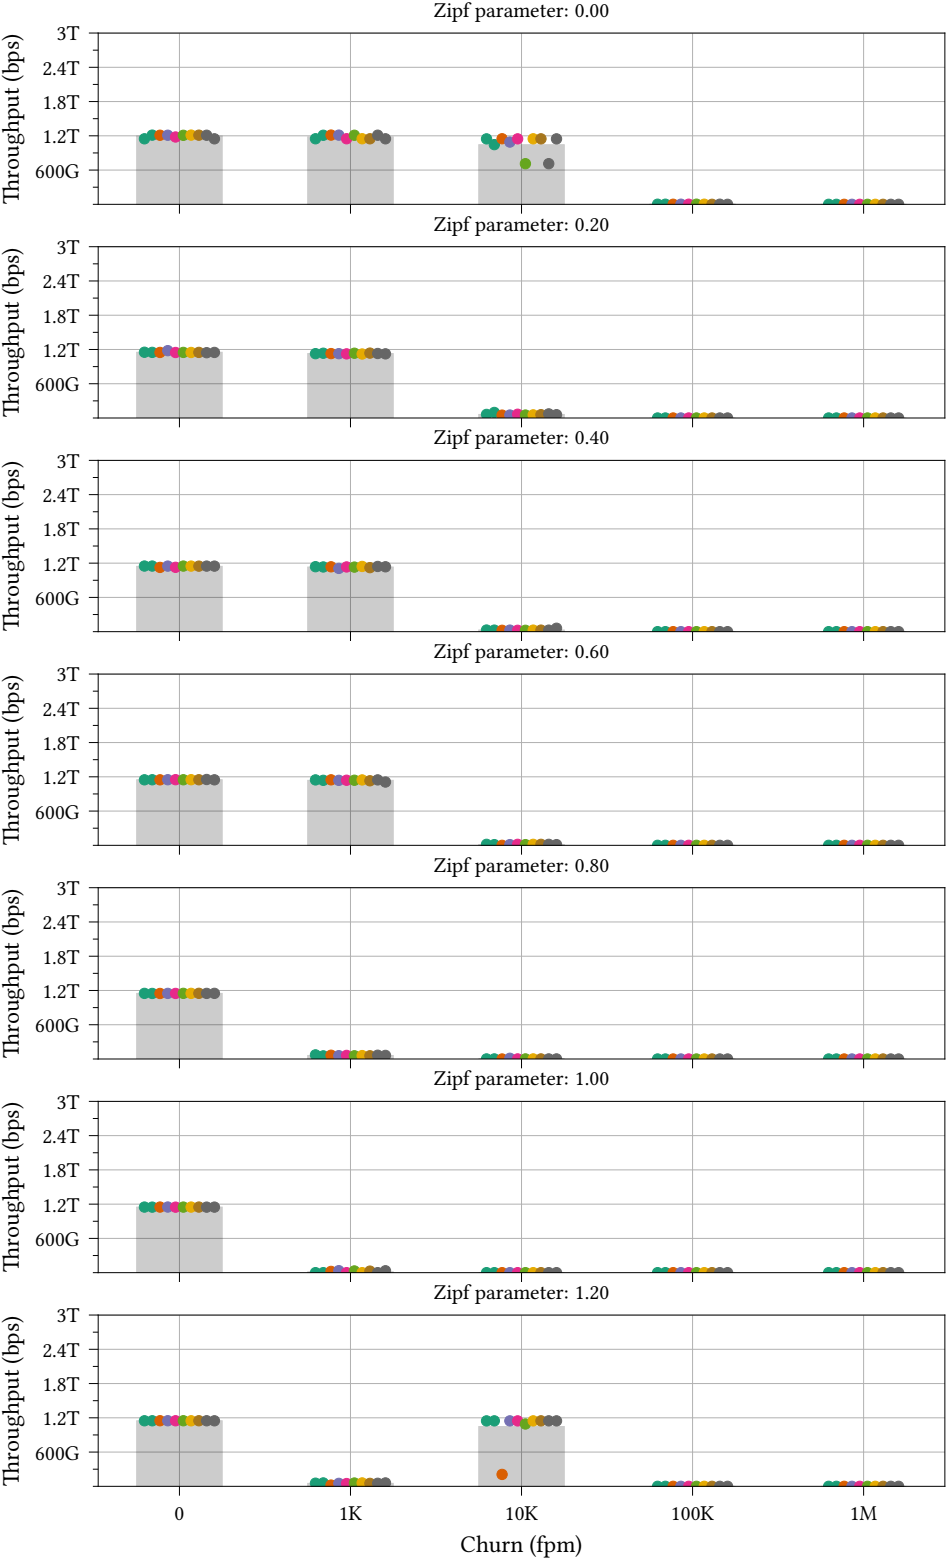 Zipf parameter: 0.00
Throughput (bps)
3T
2.4T
1.8T
1.2T
600G
Zipf parameter: 0.20
Throughput (bps)
3T
2.4T
1.8T
1.2T
600G
Zipf parameter: 0.40
Throughput (bps)
3T
2.4T
1.8T
1.2T
600G
Zipf parameter: 0.60
Throughput (bps)
3T
2.4T
1.8T
1.2T
600G
Zipf parameter: 0.80
Throughput (bps)
3T
2.4T
1.8T
1.2T
600G
Zipf parameter: 1.00
Throughput (bps)
3T
2.4T
1.8T
1.2T
600G
Zipf parameter: 1.20
Throughput (bps)
3T
2.4T
1.8T
1.2T
600G
0 1K 10K 100K 1M
Churn (fpm)